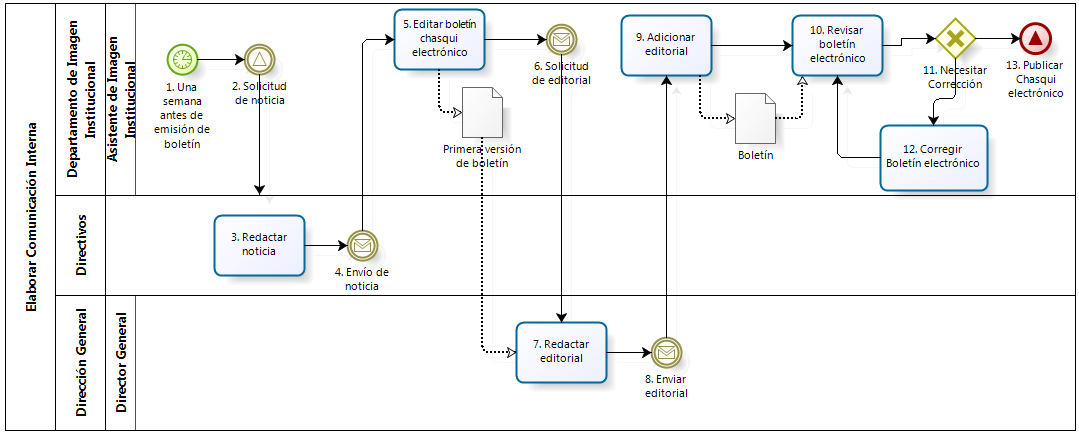 Elaborar Comunicación Interna
Departamento de Imagen
Institucional
Asistente de Imagen
Institucional
1. Una
semana
antes de
emisión de
boletín
2. Solicitud
de noticia
5. Editar boletín
chasqui
electrónico
Primera versión
de boletín
6. Solicitud
de editorial
9. Adicionar
editorial
Boletín
10. Revisar
boletín
electrónico
11. Necesitar
Corrección
12. Corregir
Boletín electrónico
13. Publicar
Chasqui
electrónico
Directivos
3. Redactar
noticia
4. Envío de
noticia
Dirección General
Director General
7. Redactar
editorial
8. Enviar
editorial